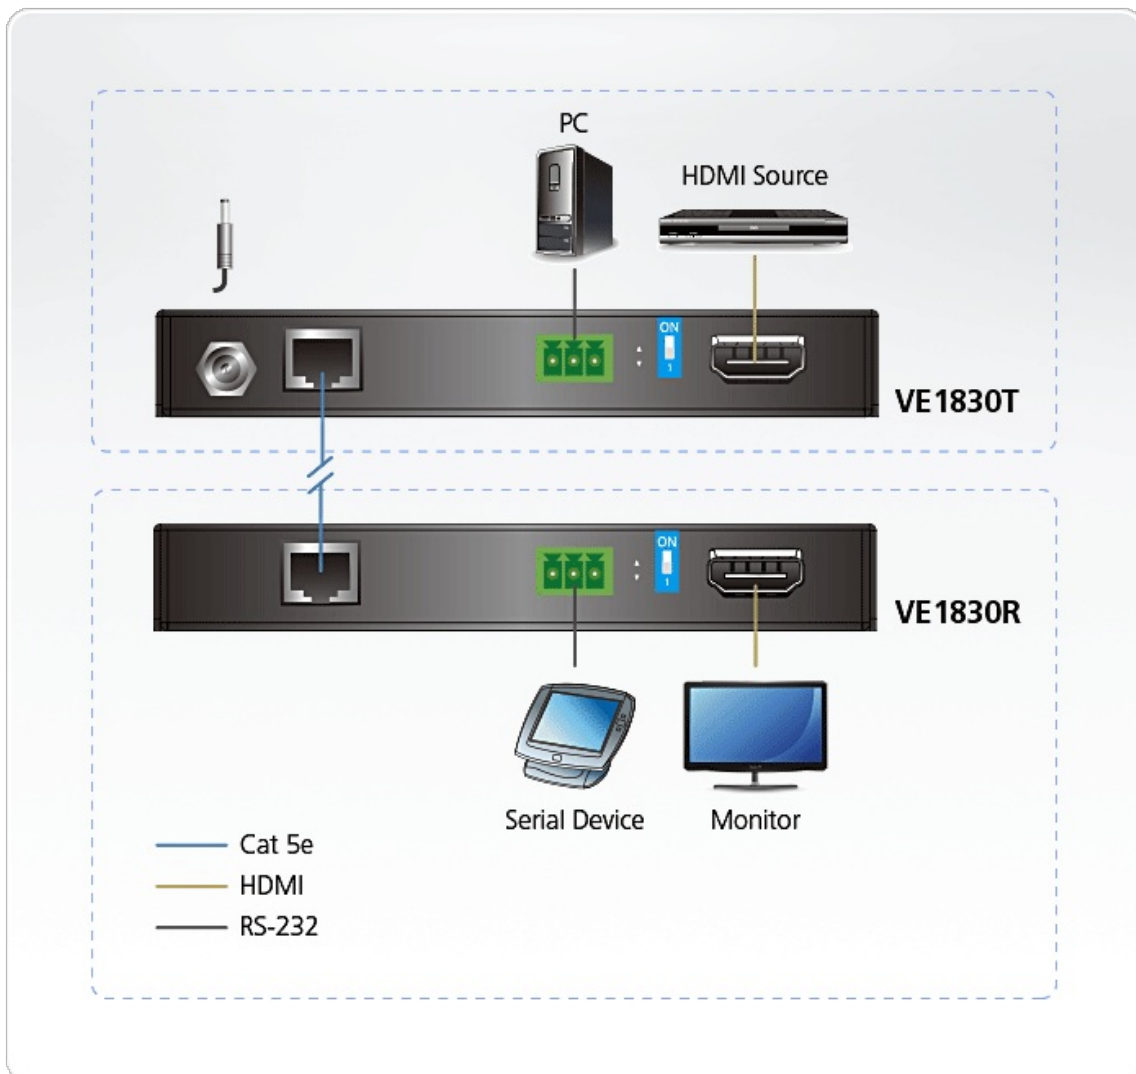 PC
HDMI Source
ON
1
VE1830T
ON
1
VE1830R
Serial Device
Monitor
Cat 5e
HDMI
RS-232